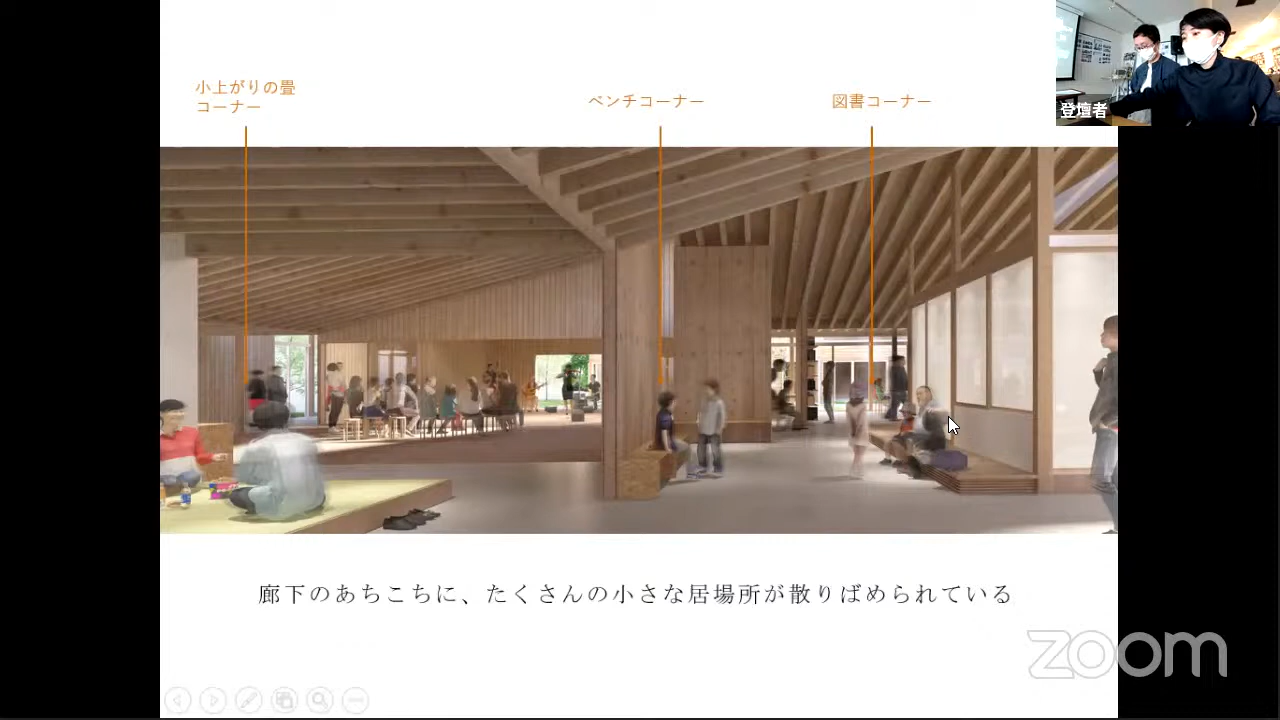 小上がりの畳
コーナー
ベンチコーナー
図書コーナー
登壇者
廊下のあちこちに、たくさんの小さな居場所が散りばめられている
zoom